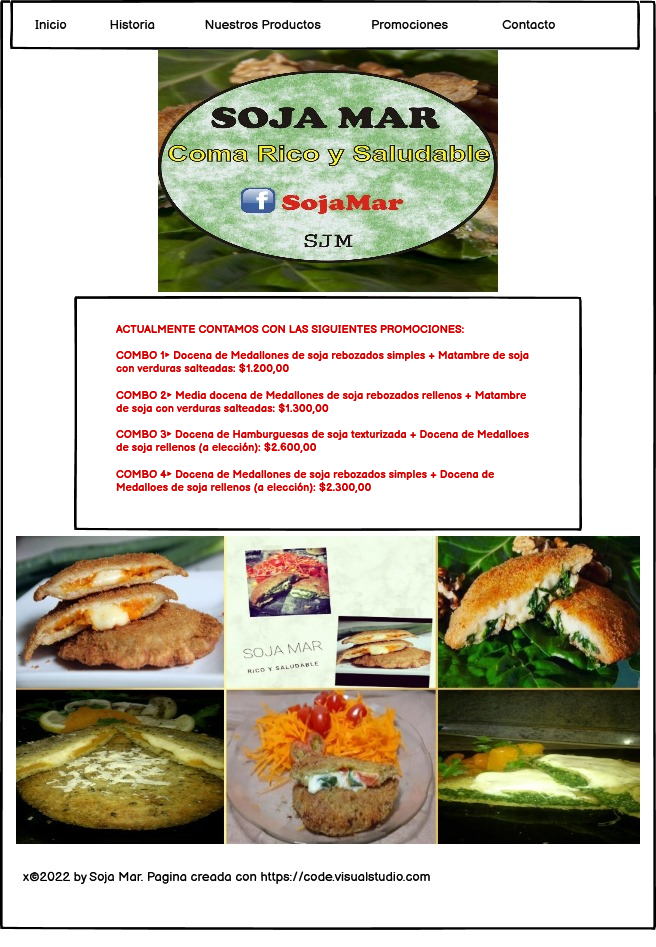 Inicio Historia Nuestros Productos Promociones Contacto
SOJA MAR
Coma Rico y Saludable
f SojaMar
SJM
ACTUALMENTE CONTAMOS CON LAS SIGUIENTES PROMOCIONES:
COMBO 1► Docena de Medallones de soja rebozados simples + Matambre de soja
con verduras salteadas: $1.200,00
COMBO 2► Media docena de Medallones de soja rebozados rellenos + Matambre
de soja con verduras salteadas: $1.300,00
COMBO 3► Docena de Hamburguesas de soja texturizada + Docena de Medalloes
de soja rellenos (a elección): $2.600,00
COMBO 4► Docena de Medallones de soja rebozados simples + Docena de
Medalloes de soja rellenos (a elección): $2.300,00
SOJA MAR
RICO Y SALUDABLE
x©2022 by Soja Mar. Pagina creada con https://code.visualstudio.com